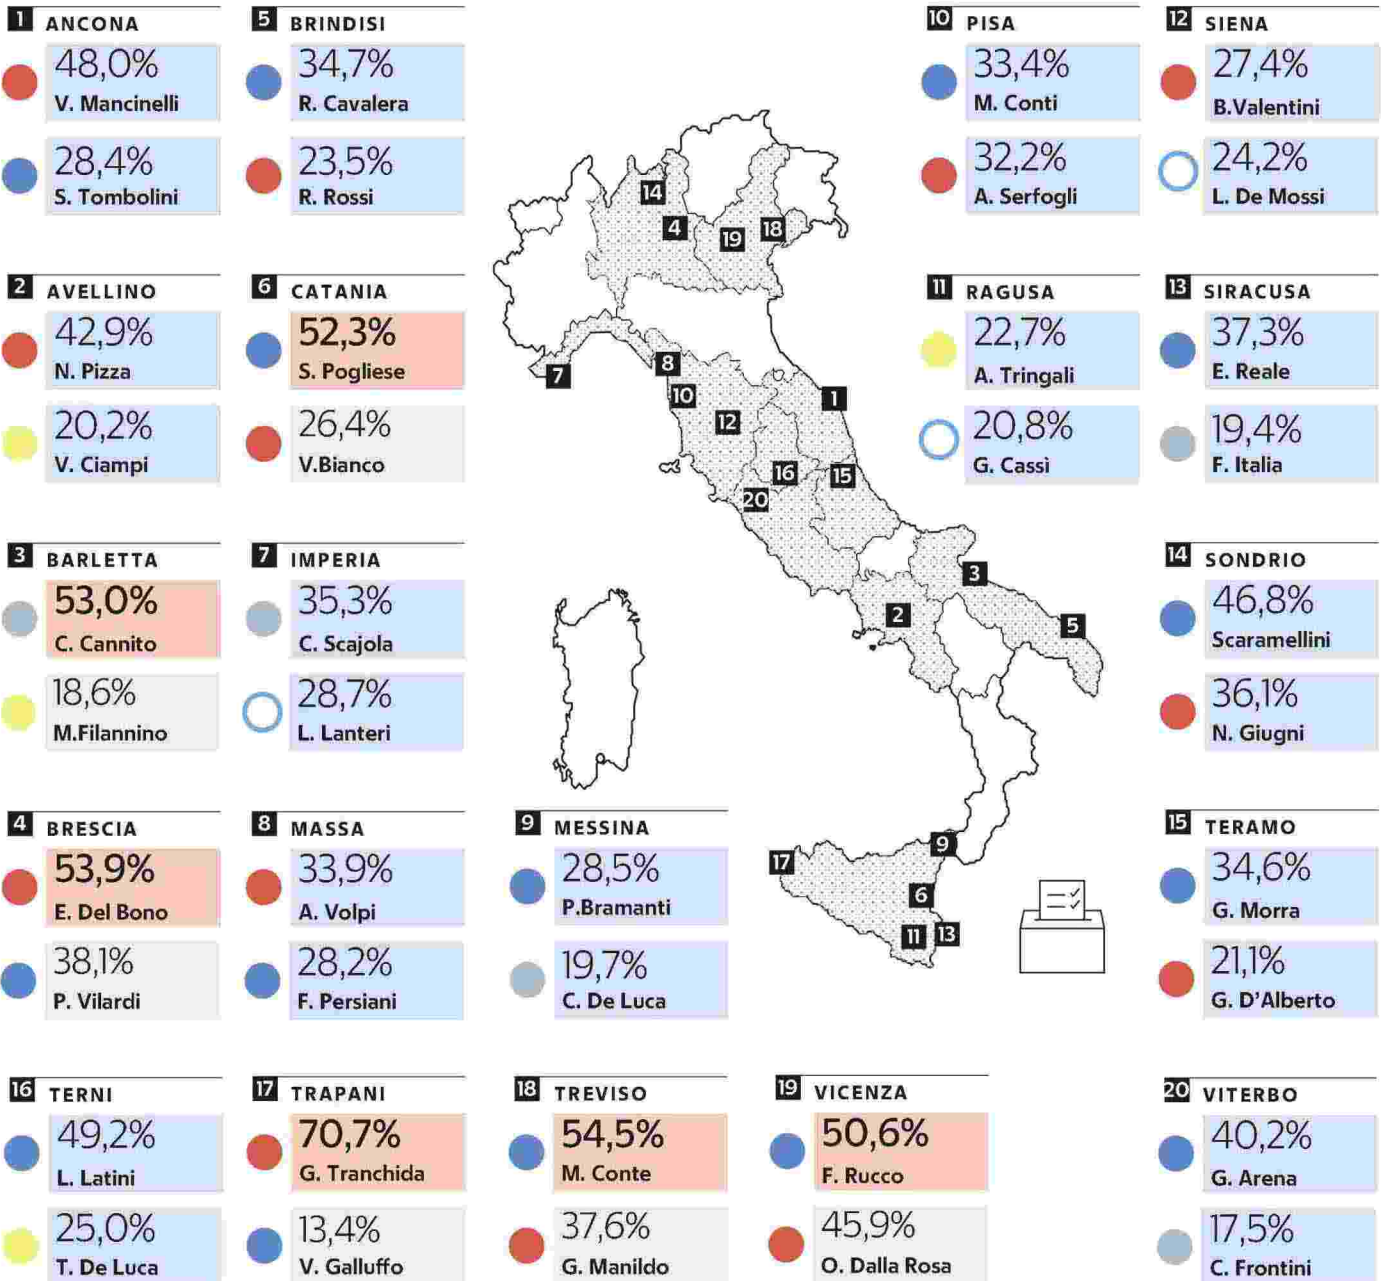 1 ANCONA
48,0%
V. Mancinelli
28,4%
S. Tombolini
5 BRINDISI
34,7%
R. Cavalera
23,5%
R. Rossi
10 PISA
33,4%
M. Conti
32,2%
A. Serfogli
12 SIENA
27,4%
B.Valentini
24,2%
L. De Mossi
2 AVELLINO
42,9%
N. Pizza
20,2%
V. Ciampi
6 CATANIA
52,3%
S. Pogliese
26,4%
V.Bianco
11 RAGUSA
22,7%
A. Tringali
20,8%
G. Cassì
13 SIRACUSA
37,3%
E. Reale
19,4%
F. Italia
3 BARLETTA
53,0%
C. Cannito
18,6%
M.Filannino
7 IMPERIA
35,3%
C. Scajola
28,7%
L. Lanteri
14 SONDRIO
46,8%
Scaramellini
36,1%
N. Giugni
4 BRESCIA
53,9%
E. Del Bono
38,1%
P. Vilardi
8 MASSA
33,9%
A. Volpi
28,2%
F. Persiani
9 MESSINA
28,5%
P.Bramanti
19,7%
C. De Luca
15 TERAMO
34,6%
G. Morra
21,1%
G. D'Alberto
16 TERNI
49,2%
L. Latini
25,0%
T. De Luca
17 TRAPANI
70,7%
G. Tranchida
13,4%
V. Galluffo
18 TREVISO
54,5%
M. Conte
37,6%
G. Manildo
19 VICENZA
50,6%
F. Rucco
45,9%
O. Dalla Rosa
20 VITERBO
40,2%
G. Arena
17,5%
C. Frontini
14
4
19
18
7
8
10
12
1
16
15
20
3
2
5
9
17
6
11
13